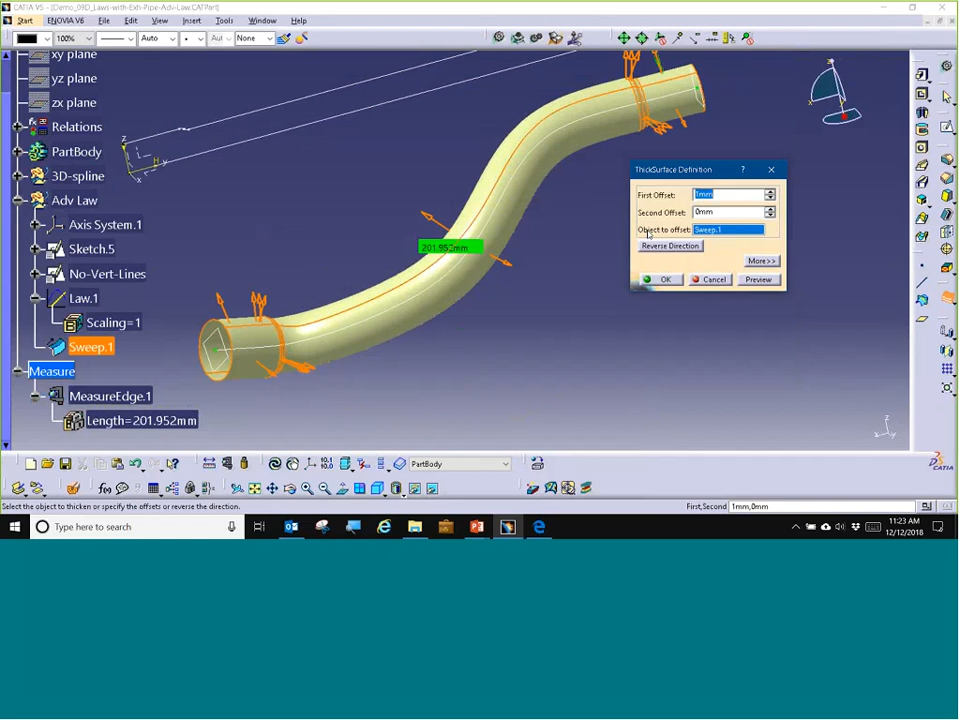 CATIA V5 - [Demo_09D_Laws-with-Exh-Pipe-Adv-Law.CATPart]
Start ENOVIA V6 File Edit View Insert Tools Window Help
100% Auto Aut None
xy plane
yz plane
zx plane
Relations
PartBody
3D-spline
Adv Law
Axis System.1
Sketch.5
No-Vert-Lines
Law.1
Scaling=1
Sweep.1
Measure
MeasureEdge.1
Length=201.952mm
z
y
x
H
201.952mm
z
x
ThickSurface Definition ? ×
First Offset: 1mm
Second Offset: 0mm
Object to offset: Sweep.1
Reverse Direction
More>>
OK Cancel Preview
z
x y
10.1
10.0
PartBody
f(x)
CATIA
Select the object to thicken or specify the offsets or reverse the direction. First,Second 1mm,0mm
Type here to search
11:23 AM
12/12/2018